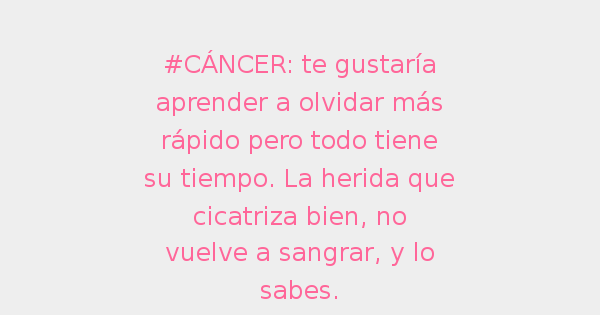 #CÁNCER: te gustaría
aprender a olvidar más
rápido pero todo tiene
su tiempo. La herida que
cicatriza bien, no
vuelve a sangrar, y lo
sabes.